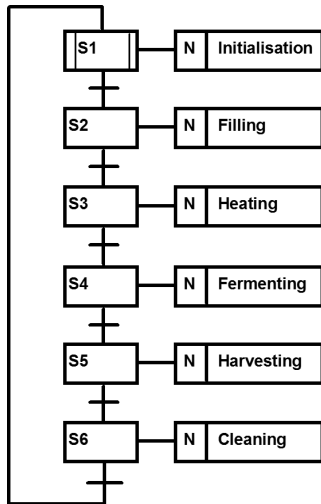 S1 N Initialisation
S2 N Filling
S3 N Heating
S4 N Fermenting
S5 N Harvesting
S6 N Cleaning